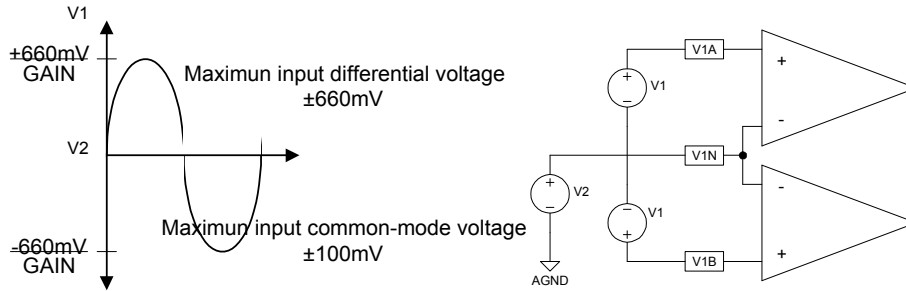 V1
±660mV
GAIN
Maximun input differential voltage
±660mV
V2
Maximun input common-mode voltage
±100mV
-660mV
GAIN
V1A
+
+
V1
−
-
V1N
+
V2
−
-
−
V1
+
+
V1B
AGND